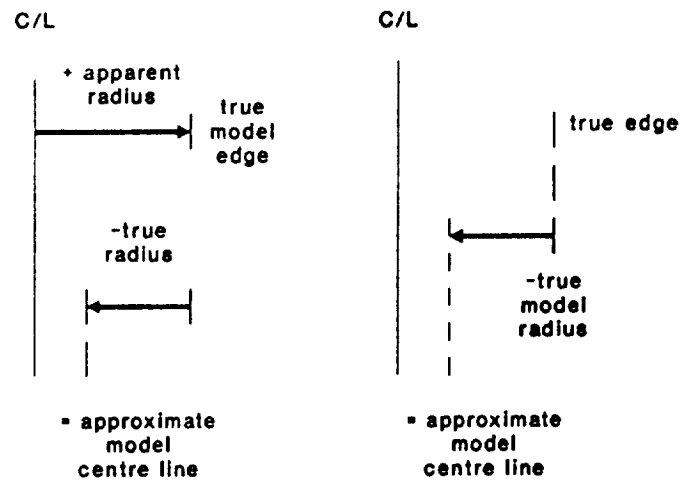 C/L
+ apparent
radius
true
model
edge
-true
radius
= approximate
model
centre line
C/L
true edge
-true
model
radius
= approximate
model
centre line